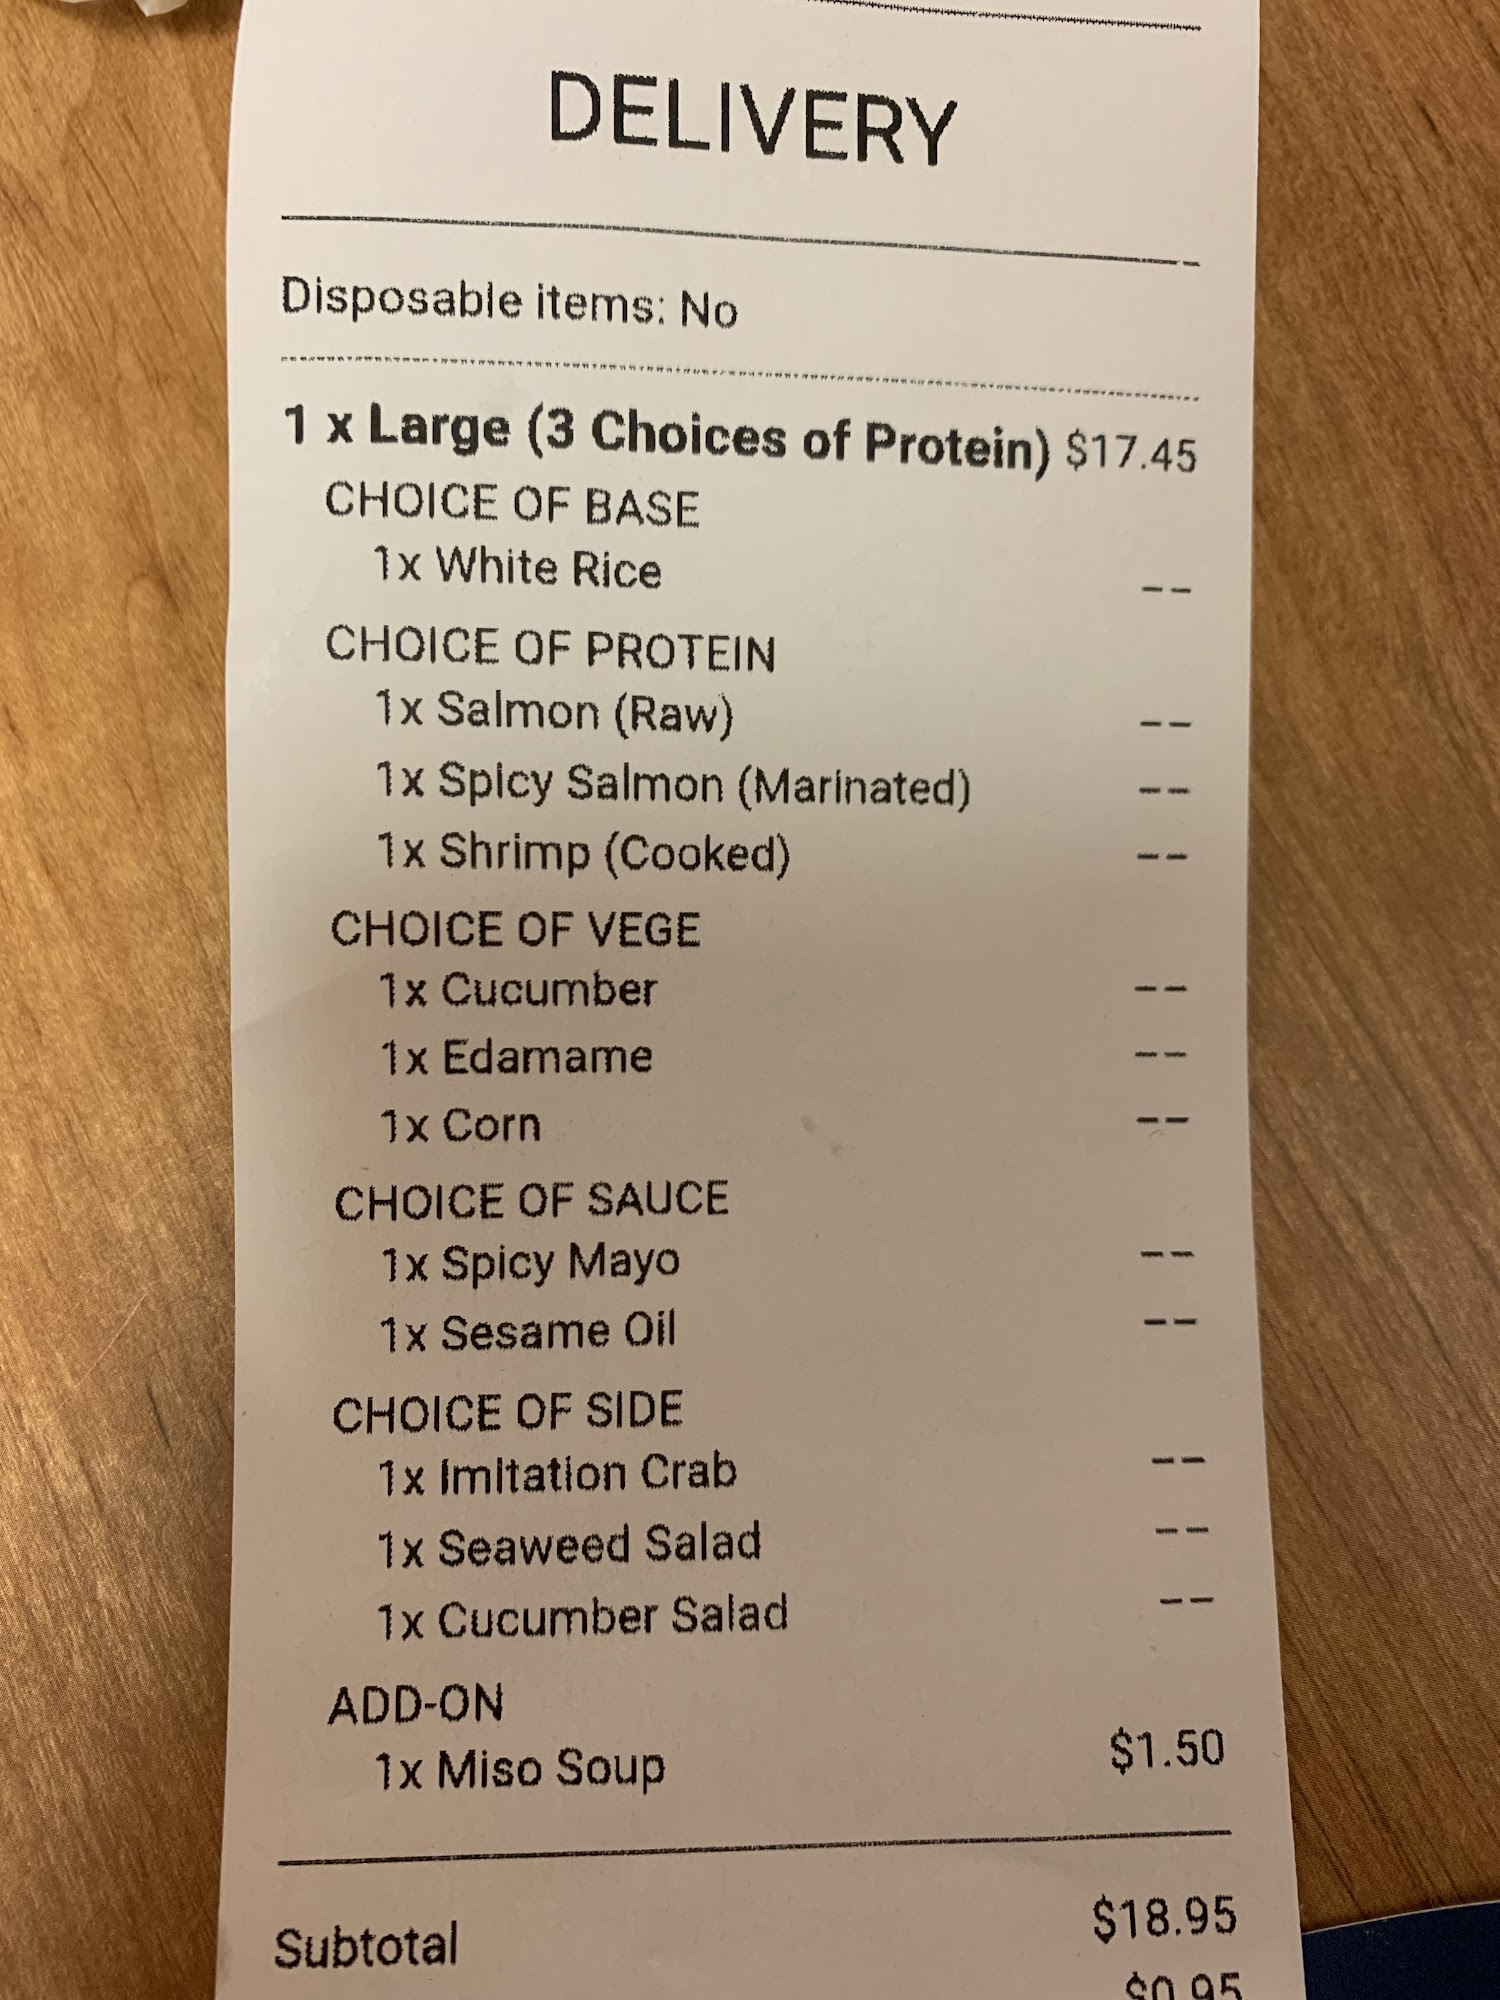 DELIVERY
Disposable items: No
1 x Large (3 Choices of Protein) $17.45
CHOICE OF BASE
1x White Rice --
CHOICE OF PROTEIN
1x Salmon (Raw) --
1x Spicy Salmon (Marinated) --
1x Shrimp (Cooked) --
CHOICE OF VEGE
1x Cucumber --
1x Edamame --
1x Corn --
CHOICE OF SAUCE
1x Spicy Mayo --
1x Sesame Oil --
CHOICE OF SIDE
1x Imitation Crab --
1x Seaweed Salad --
1x Cucumber Salad --
ADD-ON
1x Miso Soup $1.50
Subtotal $18.95
$0.95